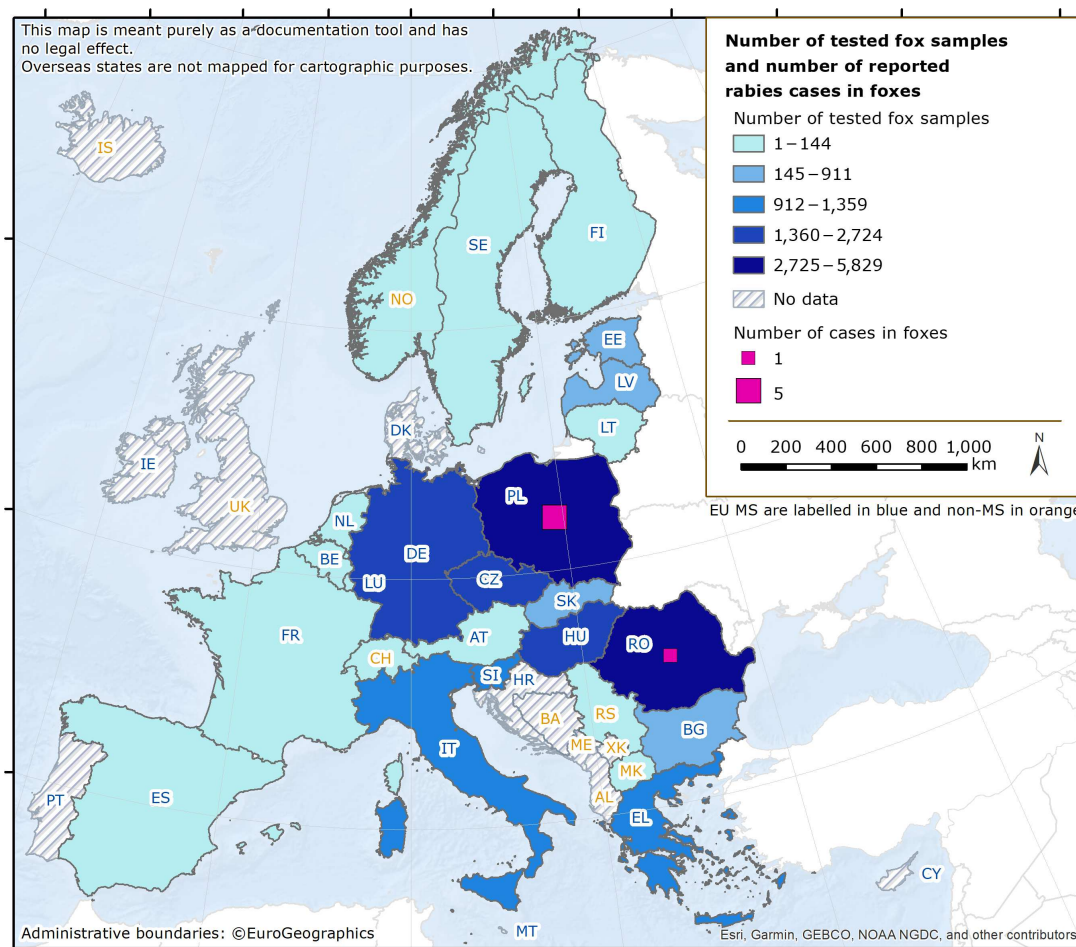 This map is meant purely as a documentation tool and has
no legal effect.
Overseas states are not mapped for cartographic purposes.
Number of tested fox samples
and number of reported
rabies cases in foxes
Number of tested fox samples
1–144
145–911
912–1,359
1,360–2,724
2,725–5,829
No data
Number of cases in foxes
1
5
0 200 400 600 800 1,000
km
N
EU MS are labelled in blue and non-MS in orange
IS
FI
SE
NO
EE
LV
LT
DK
IE
UK
PL
NL
BE
DE
LU
CZ
SK
FR
AT
HU
RO
CH
SI
HR
BA
RS
ME
XK
BG
IT
MK
AL
PT
ES
EL
CY
MT
Administrative boundaries: ©EuroGeographics
Esri, Garmin, GEBCO, NOAA NGDC, and other contributors